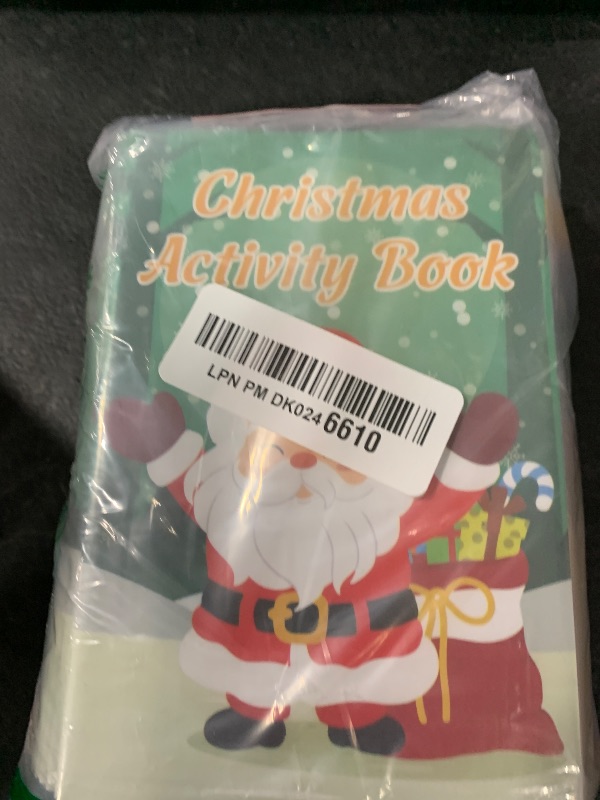 Christmas
Activity Book
LPN PM DK0246610